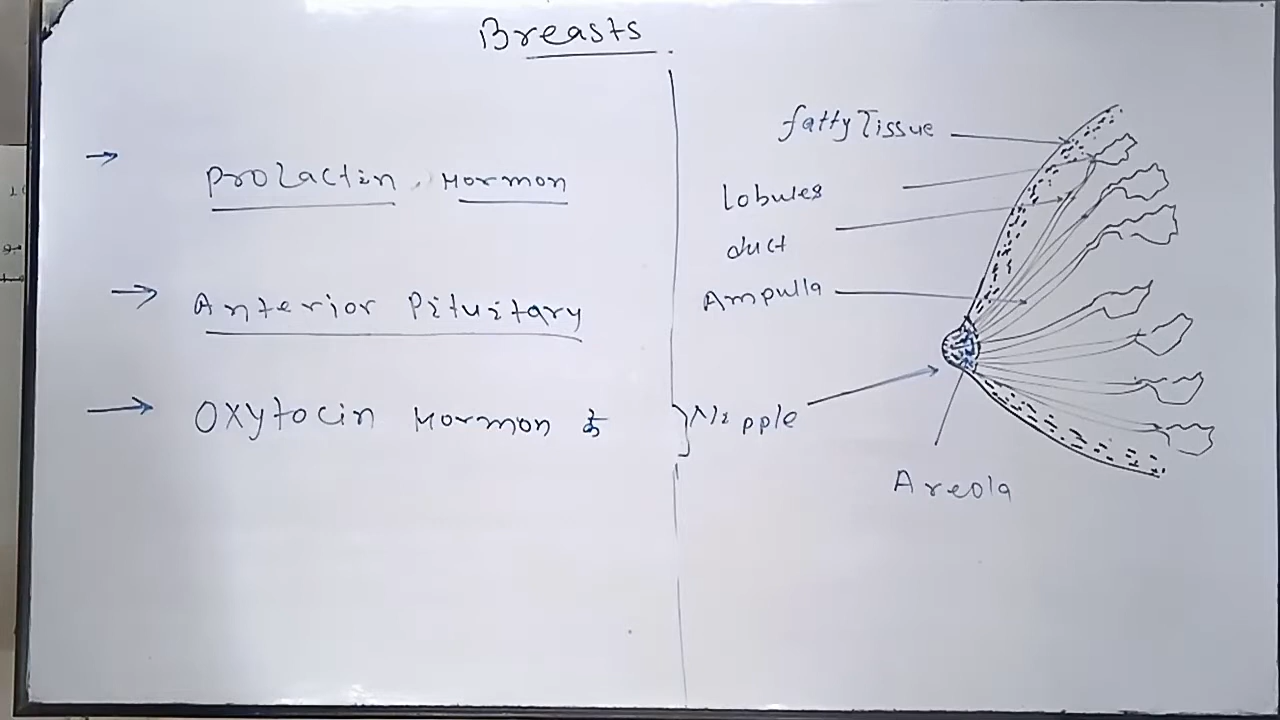 Breasts
→ Prolactin Hormon
→ Anterior Pituitary
→ Oxytocin Hormon के
fatty Tissue
Lobules
duct
Ampulla
Nipple
Areola